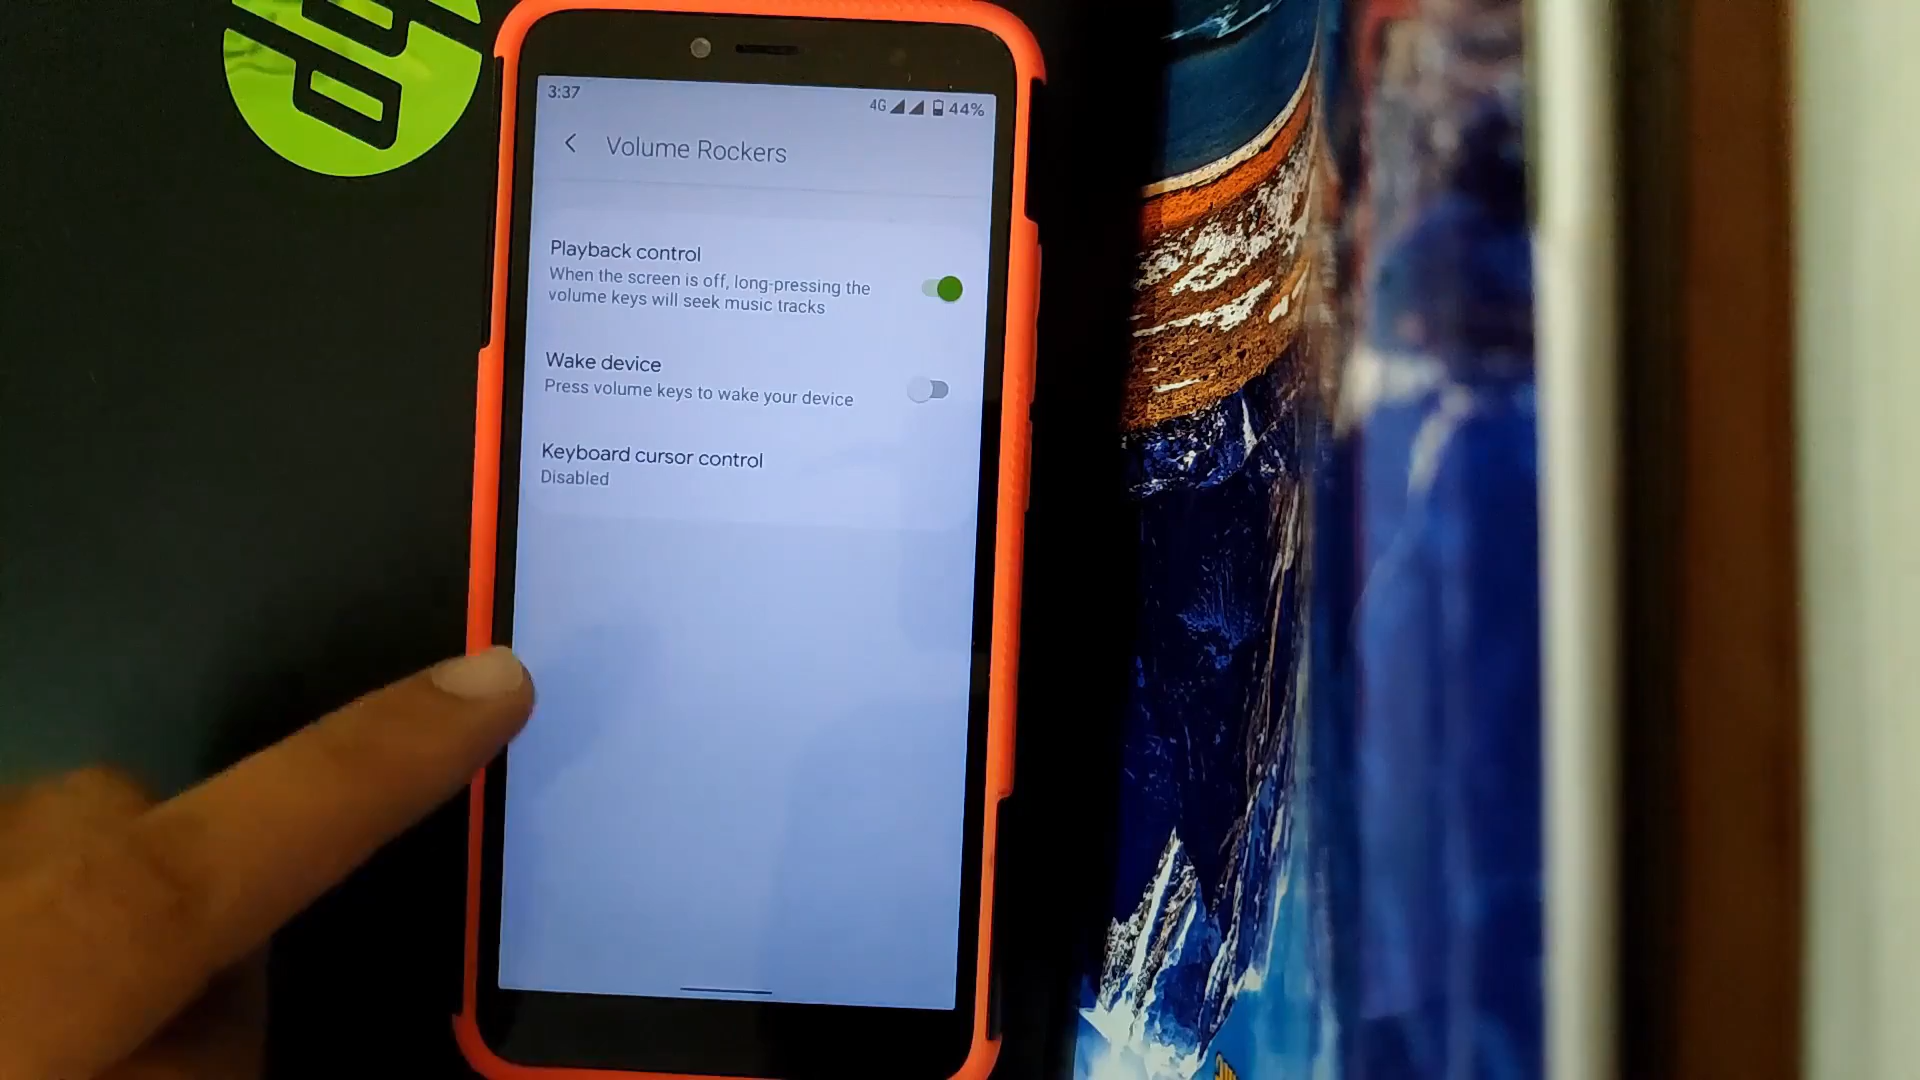 hp
3:37
4G 44%
Volume Rockers
Playback control
When the screen is off, long-pressing the
volume keys will seek music tracks
Wake device
Press volume keys to wake your device
Keyboard cursor control
Disabled